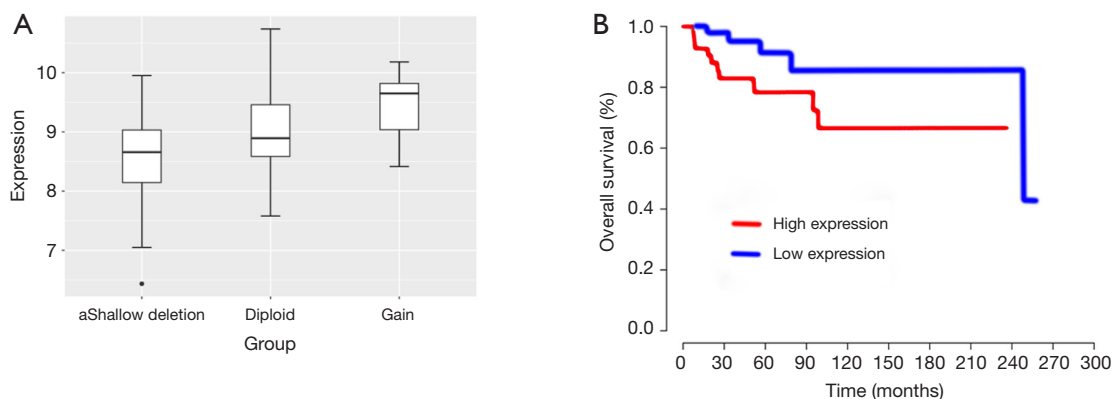 A
Expression
10
9
8
7
aShallow deletion Diploid Gain
Group
B
Overall survival (%)
1.0
0.8
0.6
0.4
0.2
0.0
High expression
Low expression
0 30 60 90 120 150 180 210 240 270 300
Time (months)